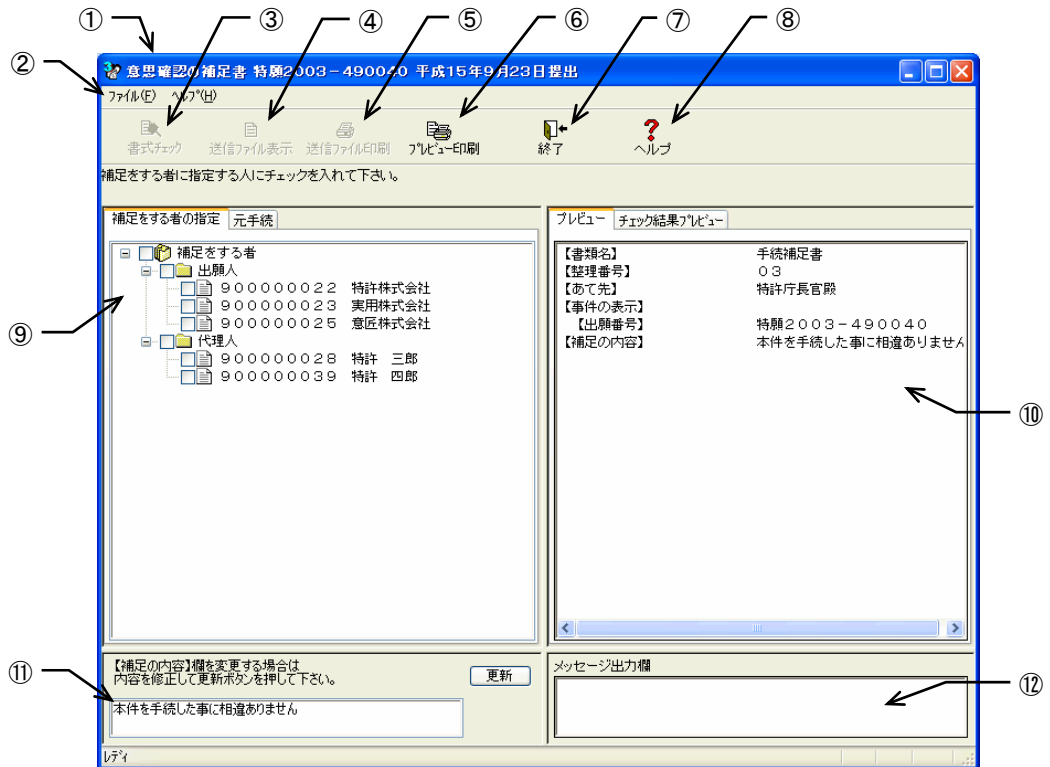 ① ③ ④ ⑤ ⑥ ⑦ ⑧
②
意思確認の補足書 特願2003-490040 平成15年9月23日提出
ファイル(F) ヘルプ(H)
書式チェック 送信ファイル表示 送信ファイル印刷 プレビュー印刷 終了 ヘルプ
補足をする者に指定する人にチェックを入れて下さい。
補足をする者の指定 元手続
補足をする者
出願人
900000022 特許株式会社
900000023 実用株式会社
900000025 意匠株式会社
代理人
900000028 特許 三郎
900000039 特許 四郎
⑨
プレビュー チェック結果プレビュー
【書類名】 手続補足書
【整理番号】 03
【あて先】 特許庁長官殿
【事件の表示】
【出願番号】 特願2003-490040
【補足の内容】 本件を手続した事に相違ありません
⑩
【補足の内容】欄を変更する場合は
内容を修正して更新ボタンを押して下さい。
更新
本件を手続した事に相違ありません
⑪
メッセージ出力欄
⑫
レディ